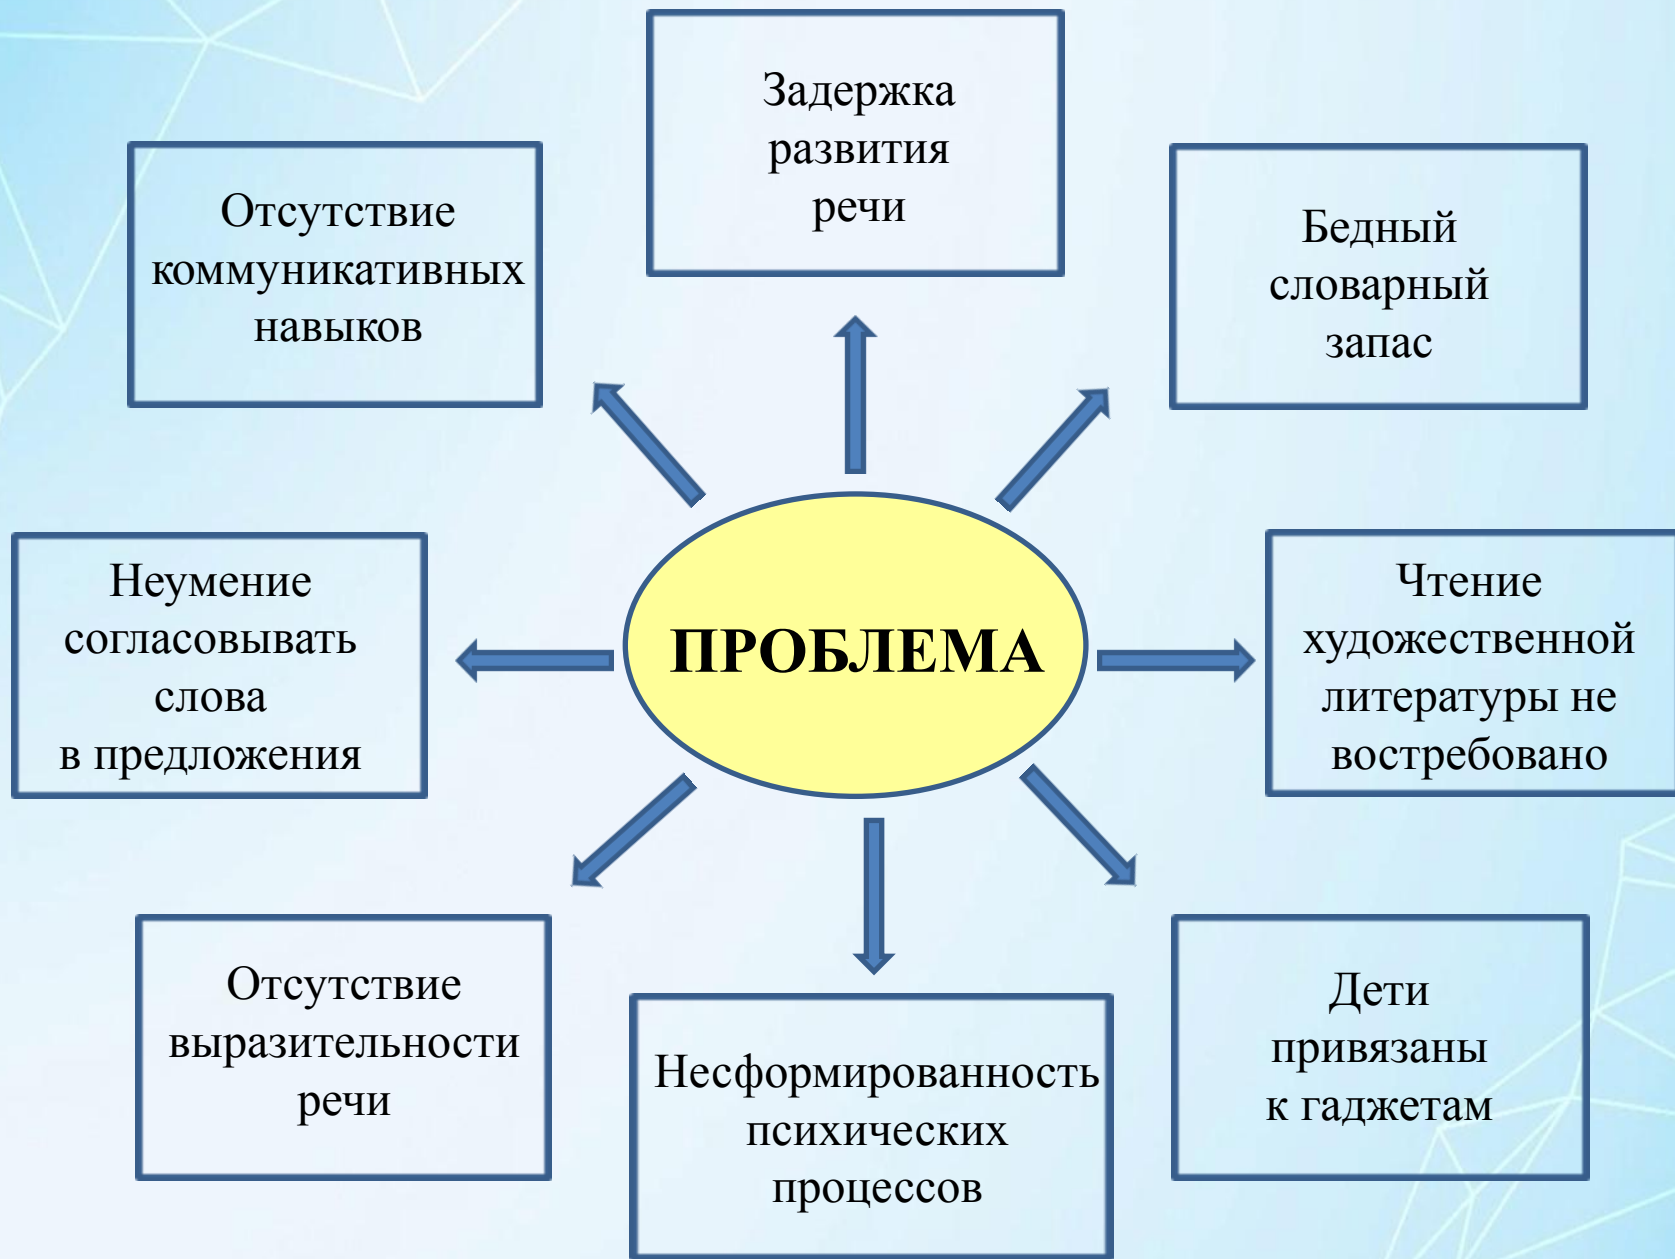 Задержка
развития
речи
Отсутствие
коммуникативных
навыков
Бедный
словарный
запас
Неумение
согласовывать
слова
в предложения
ПРОБЛЕМА
Чтение
художественной
литературы не
востребовано
Отсутствие
выразительности
речи
Несформированность
психических
процессов
Дети
привязаны
к гаджетам